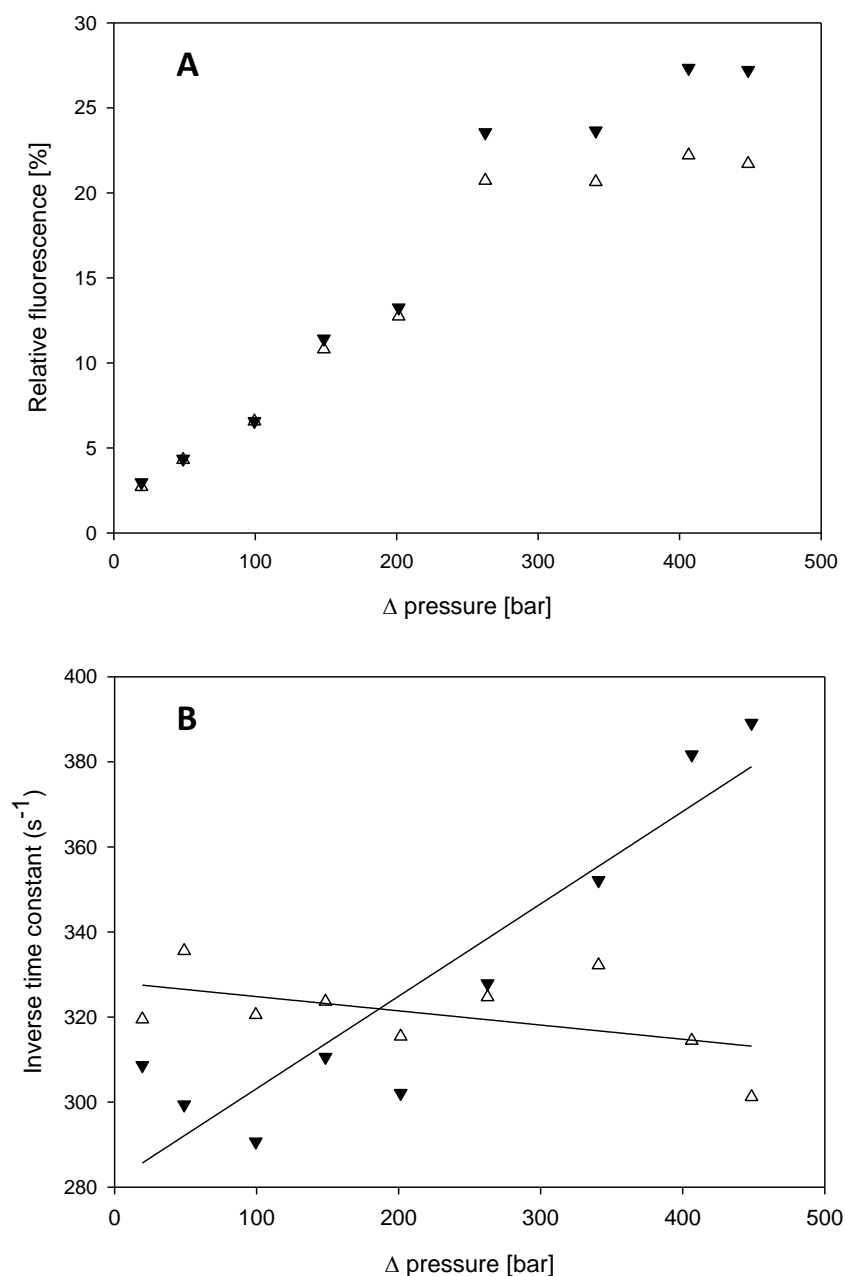 A
Relative fluorescence [%]
30
25
20
15
10
5
0
0 100 200 300 400 500
Δ pressure [bar]
B
Inverse time constant (s⁻¹)
400
380
360
340
320
300
280
0 100 200 300 400 500
Δ pressure [bar]